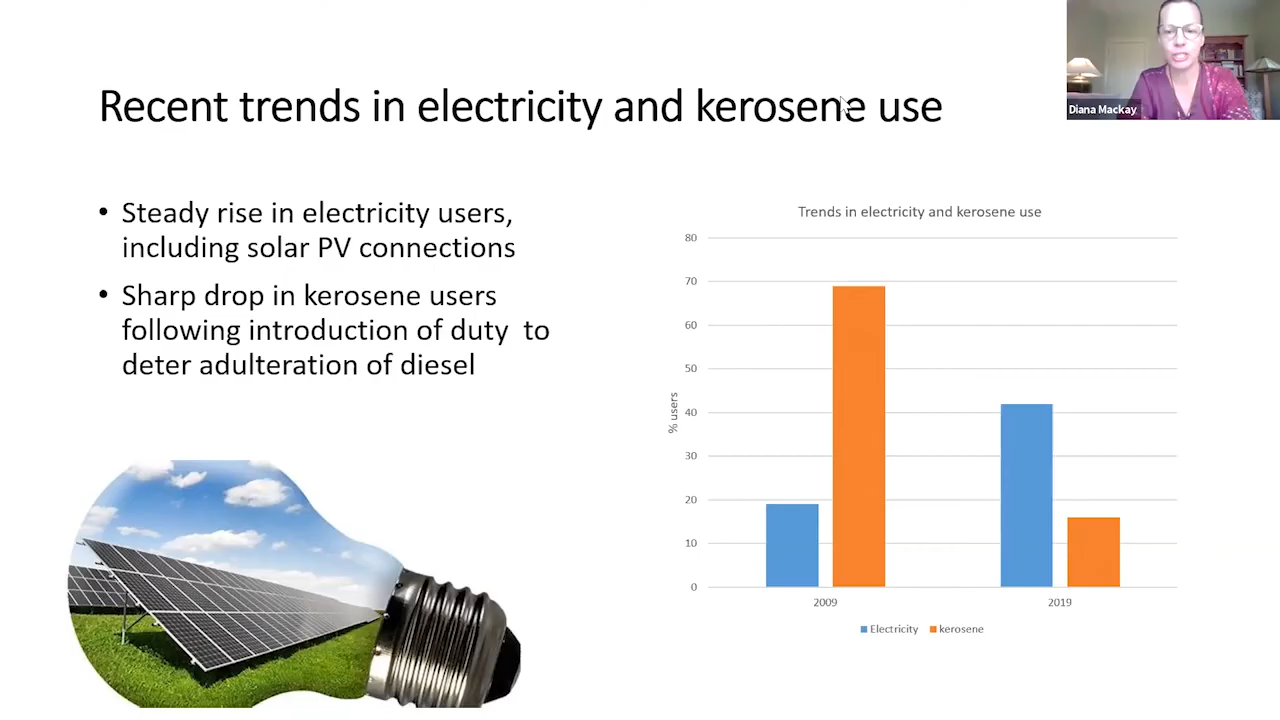 Recent trends in electricity and kerosene use
Diana Mackay
• Steady rise in electricity users,
including solar PV connections
• Sharp drop in kerosene users
following introduction of duty  to
deter adulteration of diesel
Trends in electricity and kerosene use
80
70
60
50
40
30
20
10
0
% users
2009
2019
Electricity
kerosene